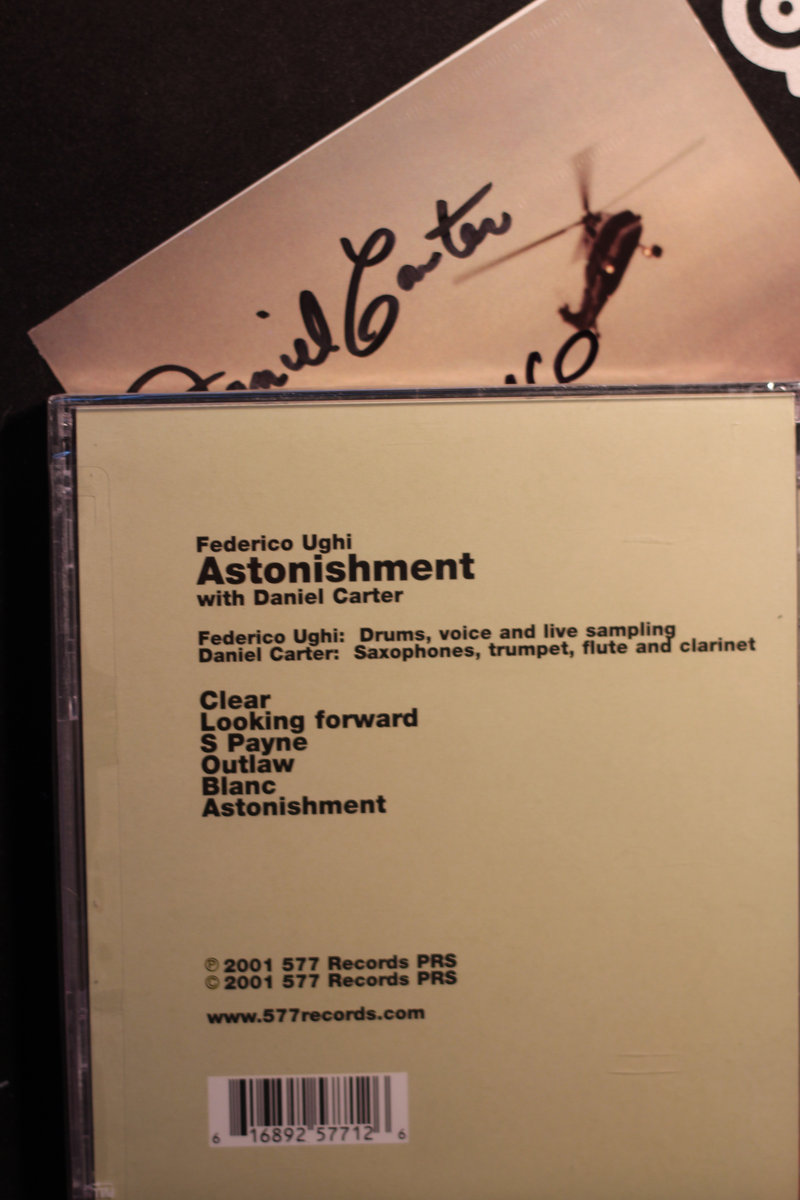 Daniel Carter
Federico Ughi
Astonishment
with Daniel Carter
Federico Ughi: Drums, voice and live sampling
Daniel Carter: Saxophones, trumpet, flute and clarinet
Clear
Looking forward
S Payne
Outlaw
Blanc
Astonishment
℗ 2001 577 Records PRS
© 2001 577 Records PRS
www.577records.com
6 16892 57712 6